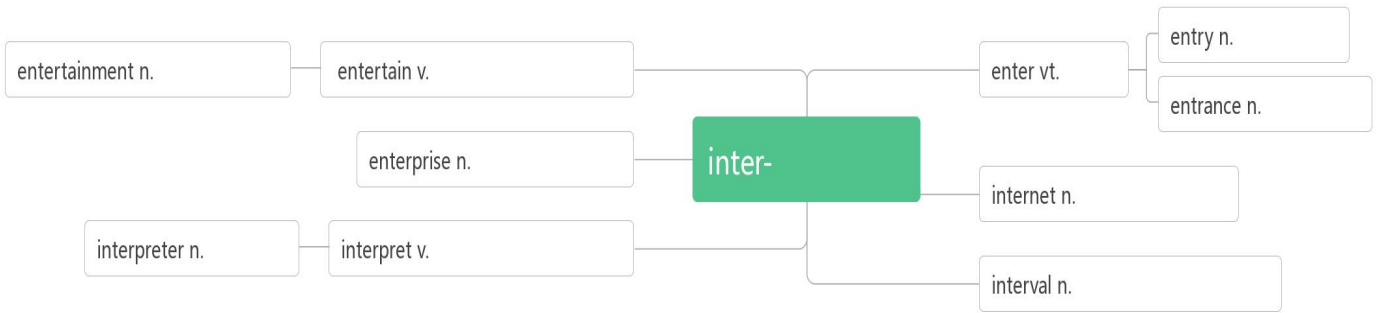 entertainment n.
entertain v.
enterprise n.
interpreter n.
interpret v.
inter-
enter vt.
entry n.
entrance n.
internet n.
interval n.